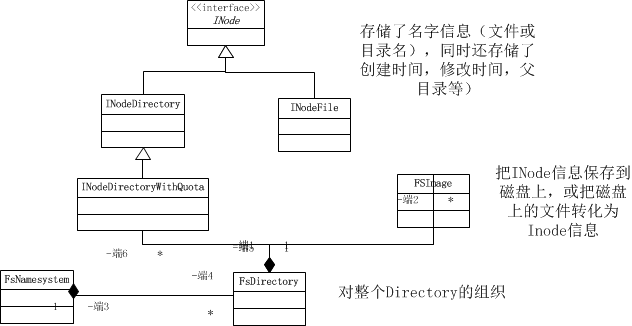 <<interface>>
INode
存储了名字信息（文件或
目录名），同时还存储了
创建时间，修改时间，父
目录等）
INodeDirectory
INodeFile
INodeDirectoryWithQuota
FSImage
-端2
*
把INode信息保存到
磁盘上，或把磁盘
上的文件转化为
Inode信息
-端6
*
1
-端4
FsNamesystem
FsDirectory
对整个Directory的组织
1
-端3
*